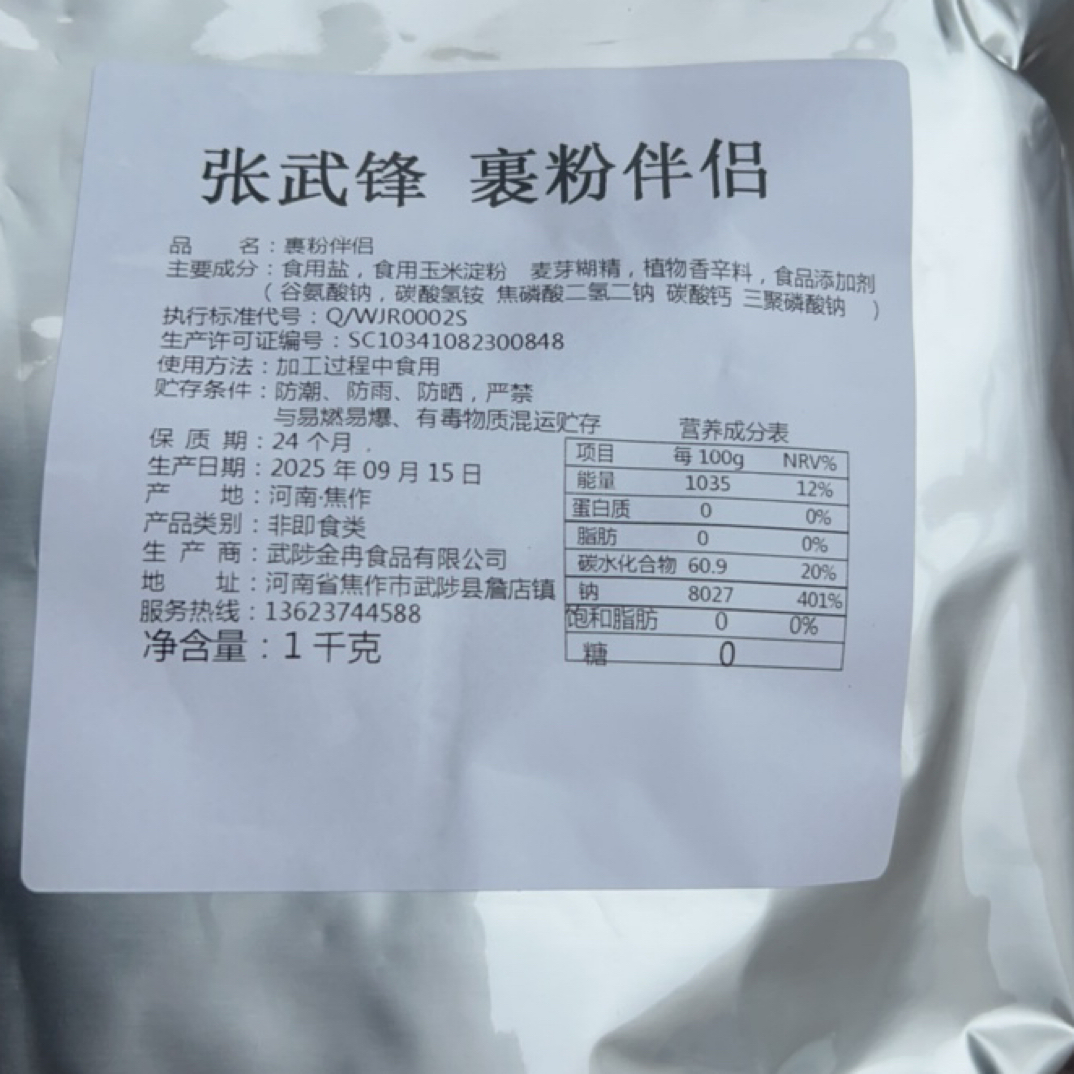 张武锋 裹粉伴侣
品 名：裹粉伴侣
主要成分：食用盐，食用玉米淀粉 麦芽糊精，植物香辛料，食品添加剂
（谷氨酸钠，碳酸氢铵 焦磷酸二氢二钠 碳酸钙 三聚磷酸钠 ）
执行标准代号：Q/WJR0002S
生产许可证编号：SC10341082300848
使用方法：加工过程中食用
贮存条件：防潮、防雨、防晒，严禁
与易燃易爆、有毒物质混运贮存
保 质 期：24 个月．
生产日期：2025 年 09 月 15 日
产 地：河南·焦作
产品类别：非即食类
生 产 商：武陟金冉食品有限公司
地 址：河南省焦作市武陟县詹店镇
服务热线：13623744588
净含量：1 千克
营养成分表
项目 每 100g NRV%
能量 1035 12%
蛋白质 0 0%
脂肪 0 0%
碳水化合物 60.9 20%
钠 8027 401%
饱和脂肪 0 0%
糖 0